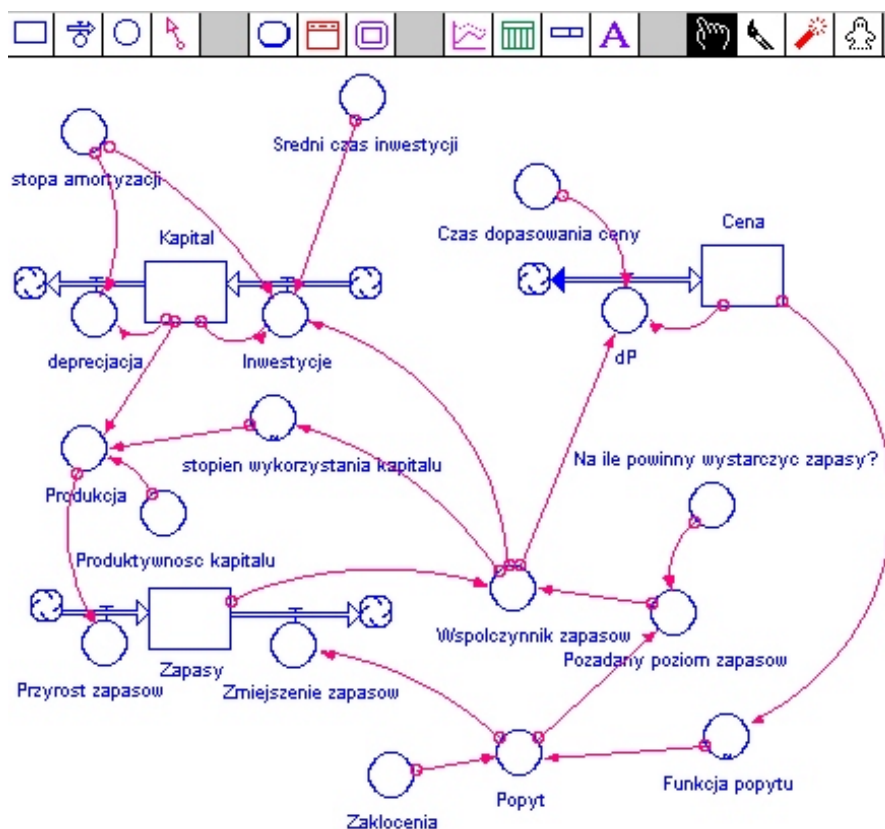 A
Sredni czas inwestycji
stopa amortyzacji
Czas dopasowania ceny
Cena
Kapital
deprecjacja
Inwestycje
dP
stopien wykorzystania kapitalu
Na ile powinny wystarczyc zapasy?
Produkcja
Produktywnosc kapitalu
Wspolczynnik zapasow
Pozadany poziom zapasow
Zapasy
Przyrost zapasow
Zmiejszenie zapasow
Funkcja popytu
Popyt
Zaklocenia